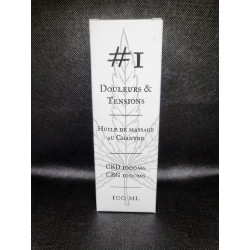 #1
Douleurs &
Tensions
Huile de massage
au Chanvre
CBD 1000mg
CBG 1000mg
100 ml